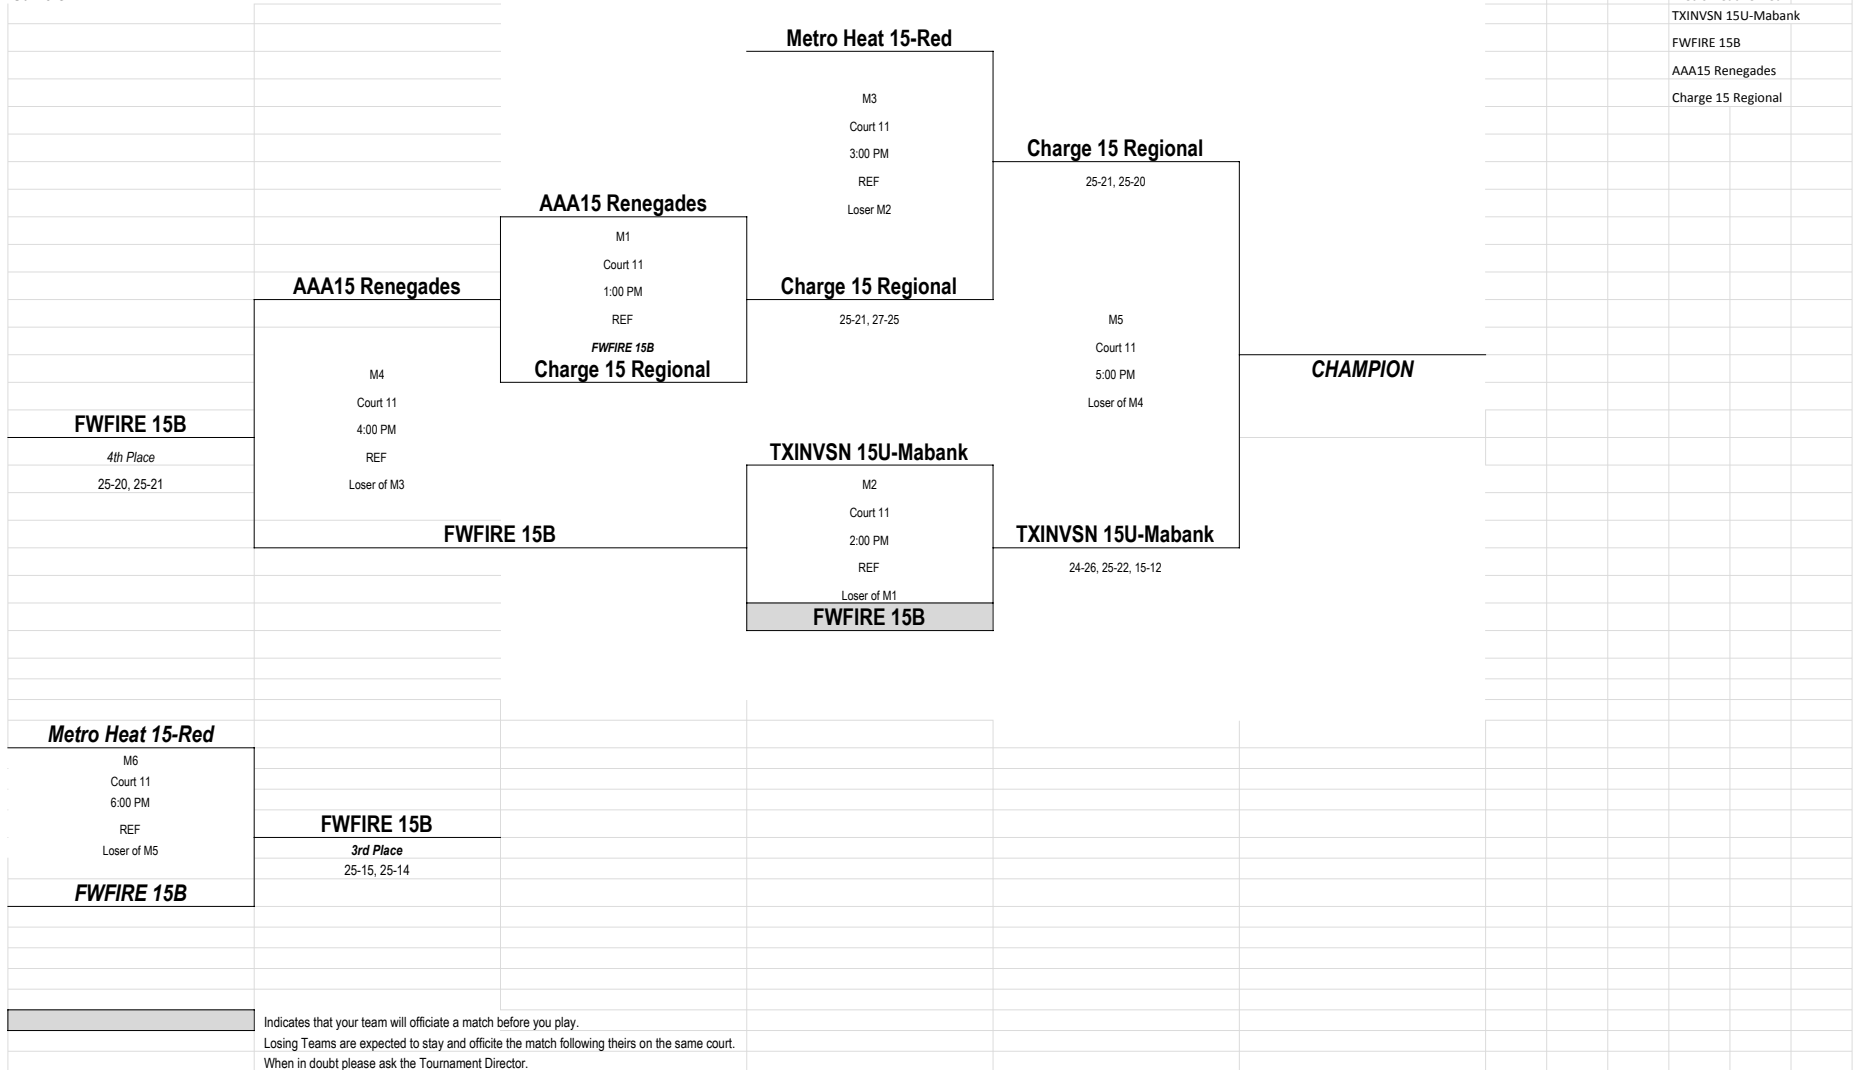 TXINVSN 15U-Mabank
Metro Heat 15-Red
FWFIRE 15B
AAA15 Renegades
M3
Charge 15 Regional
Court 11
3:00 PM
Charge 15 Regional
REF
25-21, 25-20
AAA15 Renegades
Loser M2
M1
Court 11
AAA15 Renegades
1:00 PM
Charge 15 Regional
REF
25-21, 27-25
M5
FWFIRE 15B
Court 11
Charge 15 Regional
CHAMPION
M4
5:00 PM
Court 11
Loser of M4
FWFIRE 15B
4:00 PM
TXINVSN 15U-Mabank
4th Place
REF
25-20, 25-21
Loser of M3
M2
Court 11
FWFIRE 15B
2:00 PM
TXINVSN 15U-Mabank
REF
24-26, 25-22, 15-12
Loser of M1
FWFIRE 15B
Metro Heat 15-Red
M6
Court 11
6:00 PM
REF
FWFIRE 15B
Loser of M5
3rd Place
25-15, 25-14
FWFIRE 15B
Indicates that your team will officiate a match before you play.
Losing Teams are expected to stay and officite the match following theirs on the same court.
When in doubt please ask the Tournament Director.